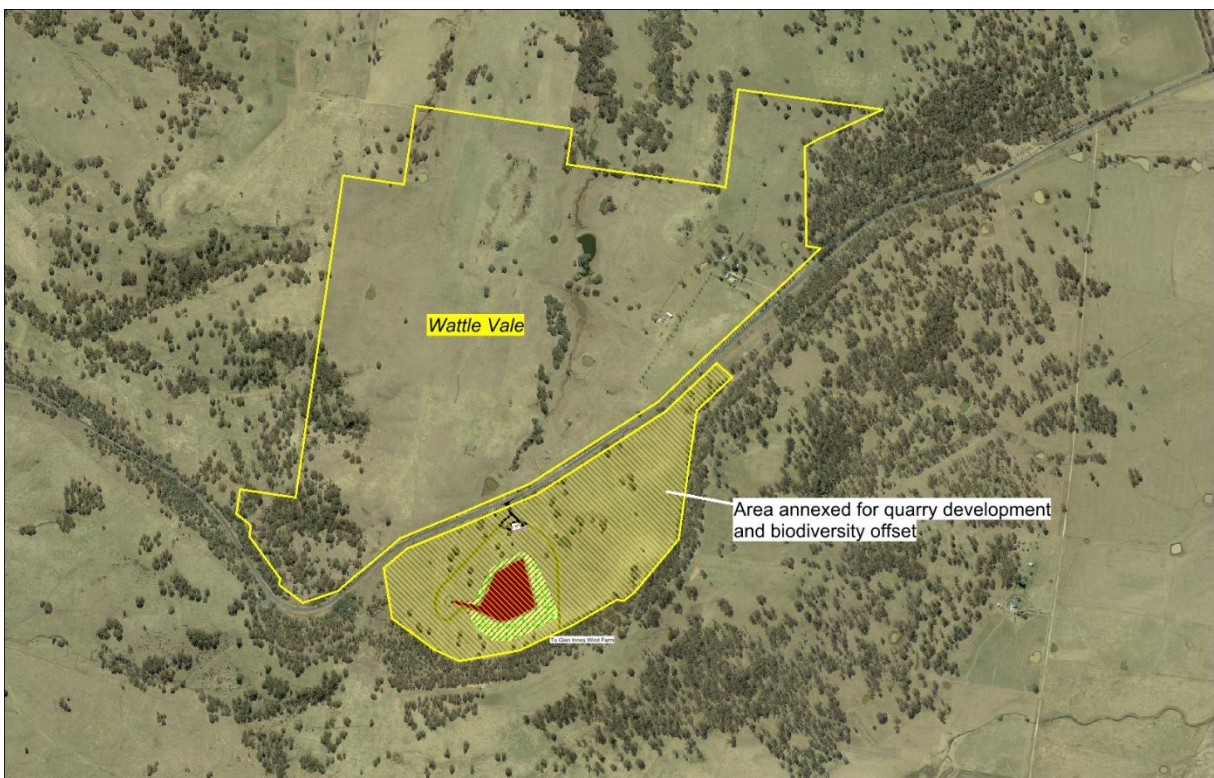 Wattle Vale
Area annexed for quarry development
and biodiversity offset
To Glen Innes Wind Farm